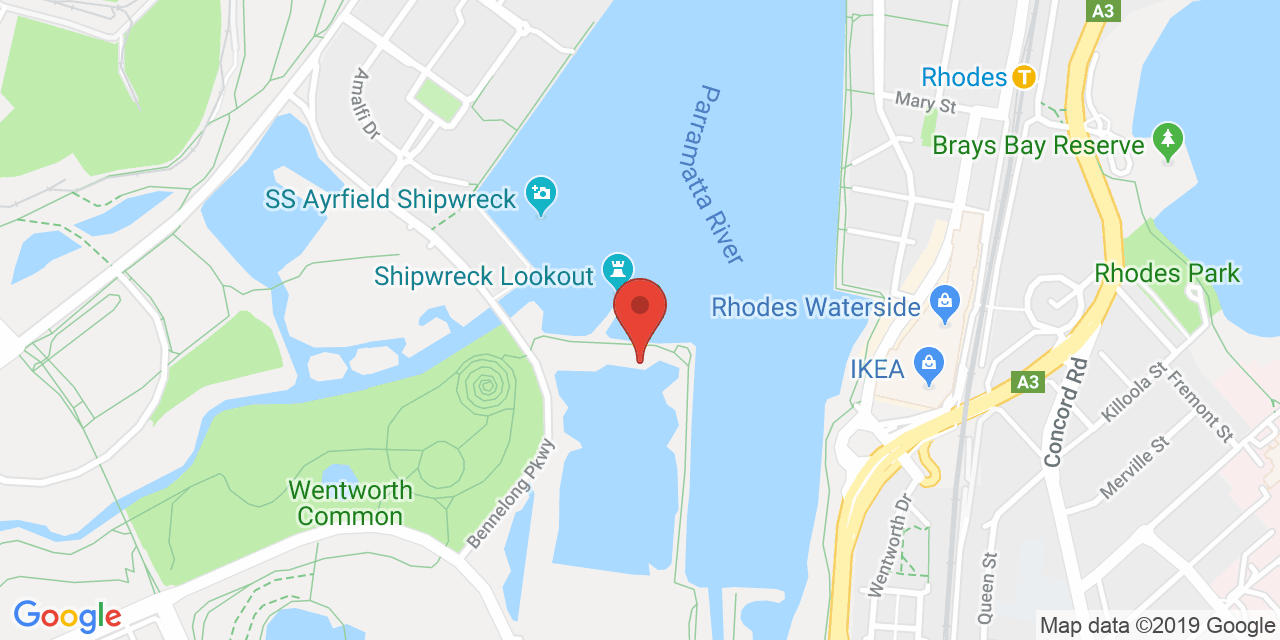 A3
Rhodes
T
Mary St
Amalfi Dr
Parramatta River
Brays Bay Reserve
SS Ayrfield Shipwreck
Shipwreck Lookout
Rhodes Park
Rhodes Waterside
IKEA
A3
Concord Rd
Killoola St
Fremont St
Merville St
Wentworth
Common
Bennelong Pkwy
Wentworth Dr
Queen St
Google
Map data ©2019 Google